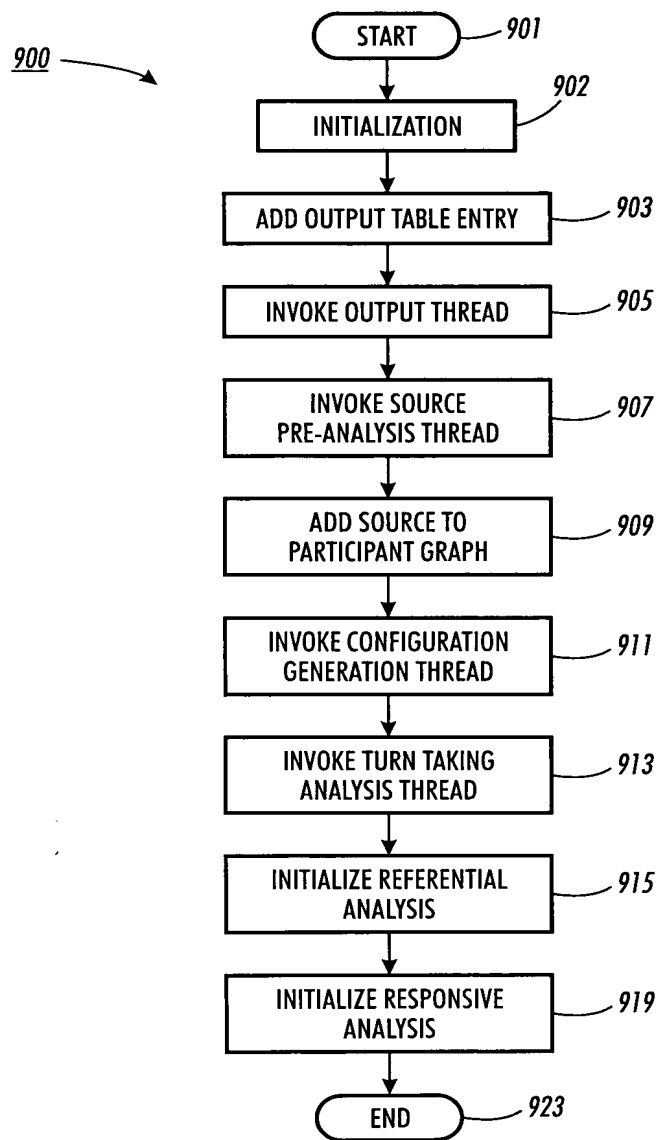 900
START
901
INITIALIZATION
902
ADD OUTPUT TABLE ENTRY
903
INVOKE OUTPUT THREAD
905
INVOKE SOURCE
PRE-ANALYSIS THREAD
907
ADD SOURCE TO
PARTICIPANT GRAPH
909
INVOKE CONFIGURATION
GENERATION THREAD
911
INVOKE TURN TAKING
ANALYSIS THREAD
913
INITIALIZE REFERENTIAL
ANALYSIS
915
INITIALIZE RESPONSIVE
ANALYSIS
919
END
923